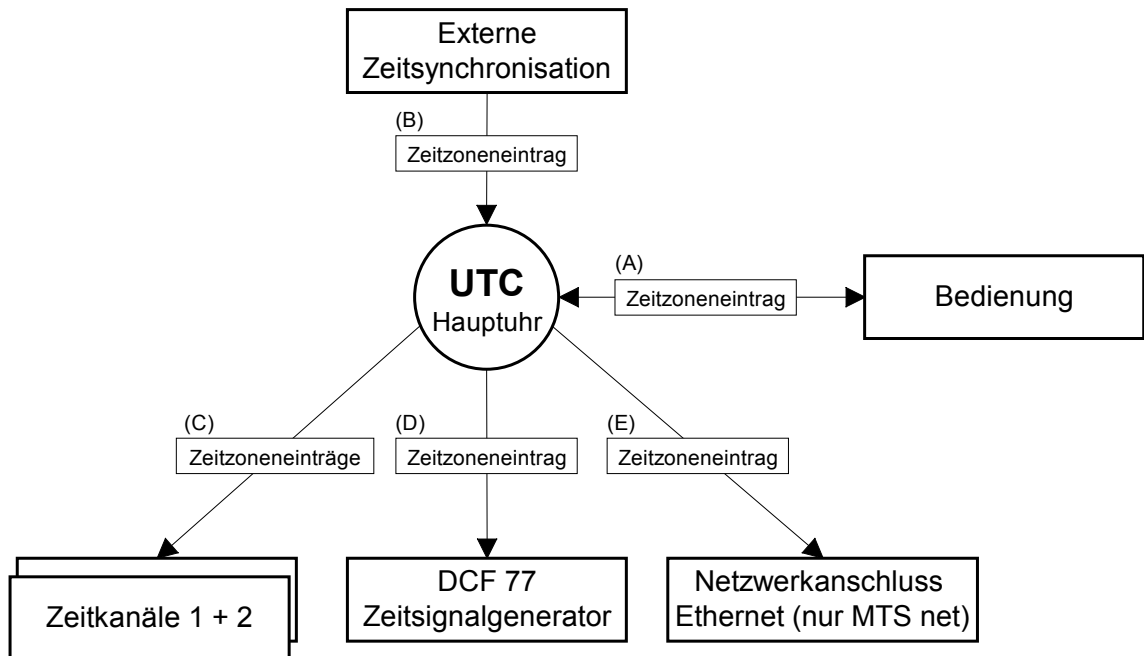 Externe
Zeitsynchronisation
(B)
Zeitzoneneintrag
UTC
Hauptuhr
(A)
Zeitzoneneintrag
Bedienung
(C)
Zeitzoneneinträge
(D)
Zeitzoneneintrag
(E)
Zeitzoneneintrag
Zeitkanäle 1 + 2
DCF 77
Zeitsignalgenerator
Netzwerkanschluss
Ethernet (nur MTS net)